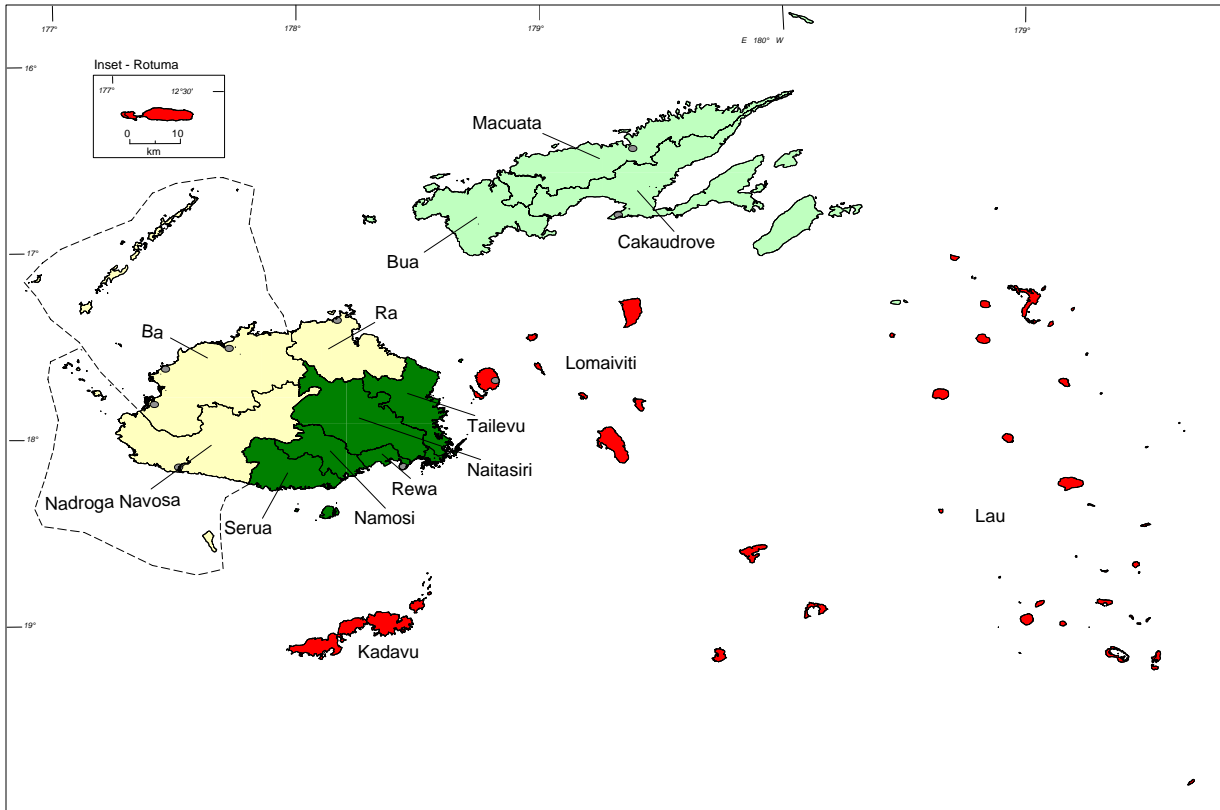 177°
178°
179°
E 180° W
179°
16°
Inset - Rotuma
177°
12°30'
0
10
km
Macuata
Cakaudrove
Bua
17°
Ra
Ba
Lomaiviti
Tailevu
18°
Naitasiri
Rewa
Nadroga Navosa
Namosi
Serua
Lau
19°
Kadavu